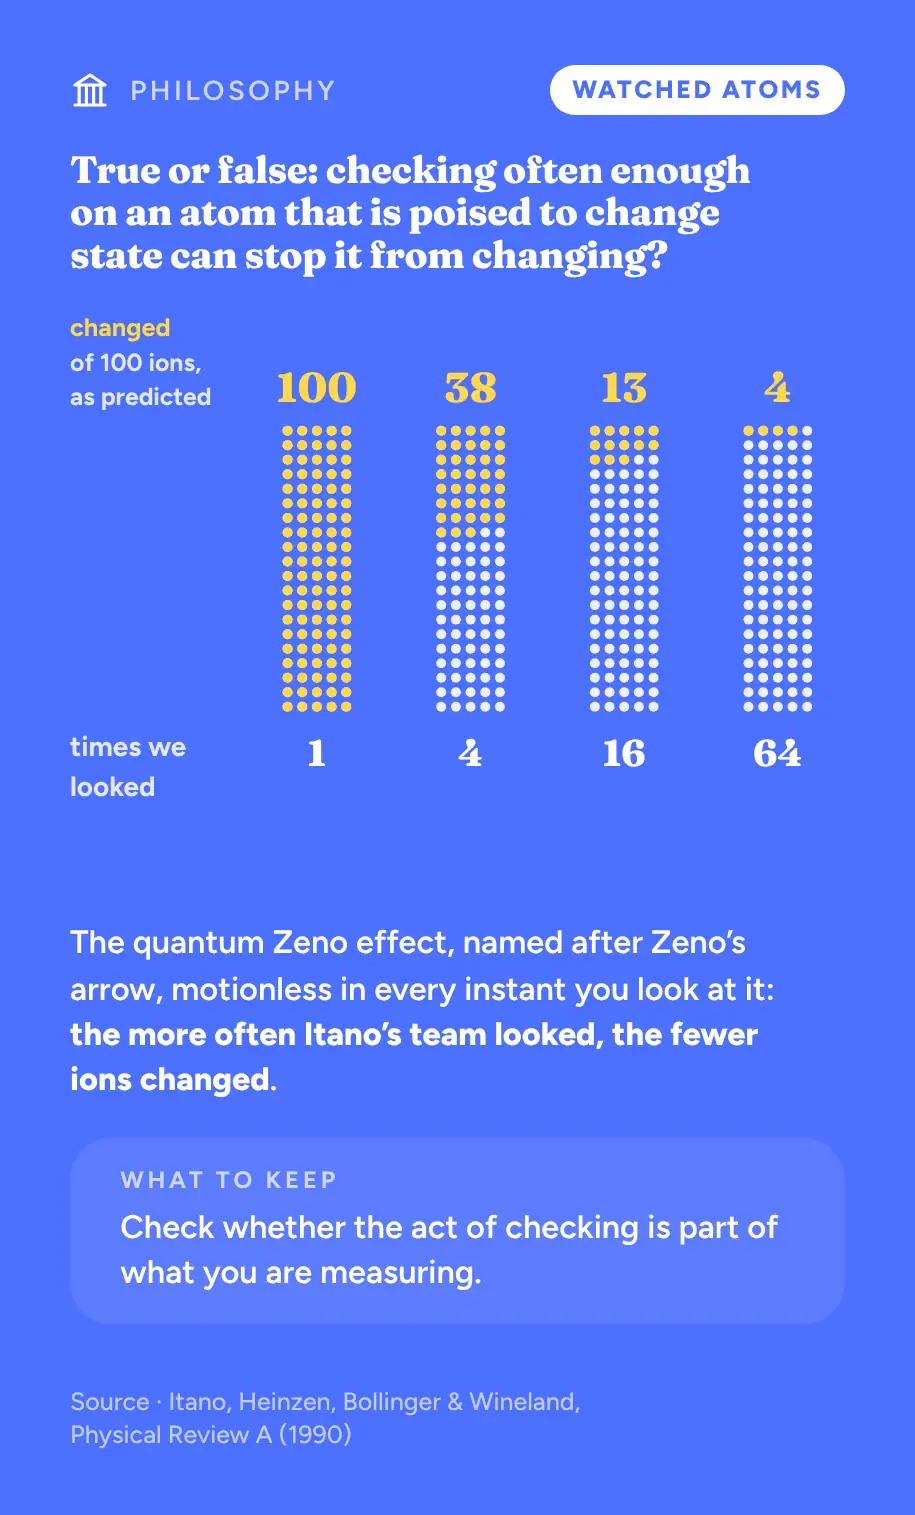 PHILOSOPHY
WATCHED ATOMS
True or false: checking often enough
on an atom that is poised to change
state can stop it from changing?
changed
of 100 ions,
as predicted
100 38 13 4
times we
looked
1 4 16 64
The quantum Zeno effect, named after Zeno’s
arrow, motionless in every instant you look at it:
the more often Itano’s team looked, the fewer
ions changed.
WHAT TO KEEP
Check whether the act of checking is part of
what you are measuring.
Source · Itano, Heinzen, Bollinger & Wineland,
Physical Review A (1990)